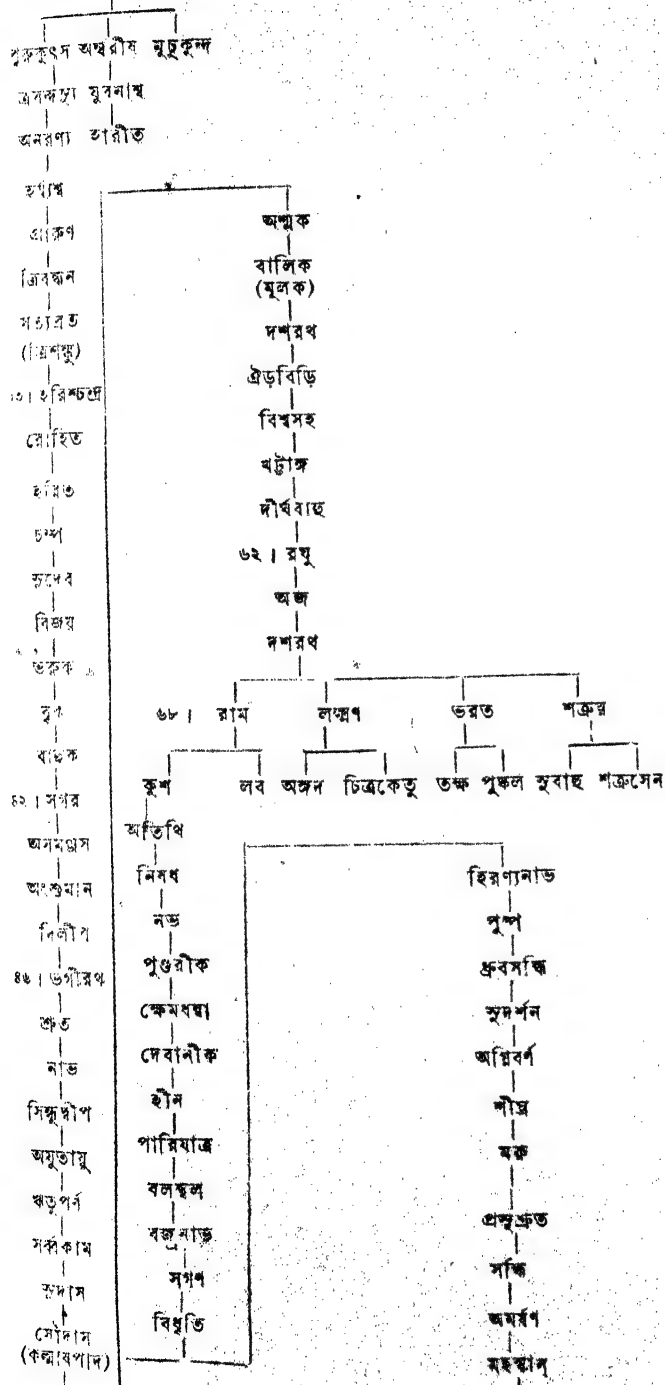 পুরুকুৎস অম্বরীষ মুচুকুন্দ
ত্রসদস্যু যুবনাশ্ব
অনরণ্য হারীত
হর্য্যশ্ব
প্রারুণ
ত্রিবন্ধন
সত্যব্রত
(ত্রিশঙ্কু)
হরিশ্চন্দ্র
রোহিত
হরিত
চম্প
সুদেব
বিজয়
ভরুক
বৃক
বাহুক
৪২। সগর
অসমঞ্জস
অংশুমান
দিলীপ
৪৬। ভগীরথ
শ্রুত
নাভ
সিন্ধুদ্বীপ
অযুতায়ু
ঋতুপর্ণ
সর্ব্বকাম
সুদাস
সৌদাস
(কল্মাষপাদ)
অশ্মক
বালিক
(মূলক)
দশরথ
ঐড়বিড়ি
বিশ্বসহ
খট্টাঙ্গ
দীর্ঘবাহু
৬২। রঘু
অজ
দশরথ
৬৮। রাম লক্ষ্মণ ভরত শত্রুঘ্ন
কুশ লব অঙ্গদ চিত্রকেতু তক্ষ পুষ্কল সুবাহু শত্রুসেন
অতিথি
নিষধ
নভ
পুণ্ডরীক
ক্ষেমধন্বা
দেবানীক
হীন
পারিযাত্র
বলস্থল
বজ্রনাভ
সগণ
বিধৃতি
হিরণ্যনাভ
পুষ্প
ধ্রুবসন্ধি
সুদর্শন
অগ্নিবর্ণ
শীঘ্র
মরু
প্রসুশ্রুত
সন্ধি
অমর্ষণ
মহস্বান্